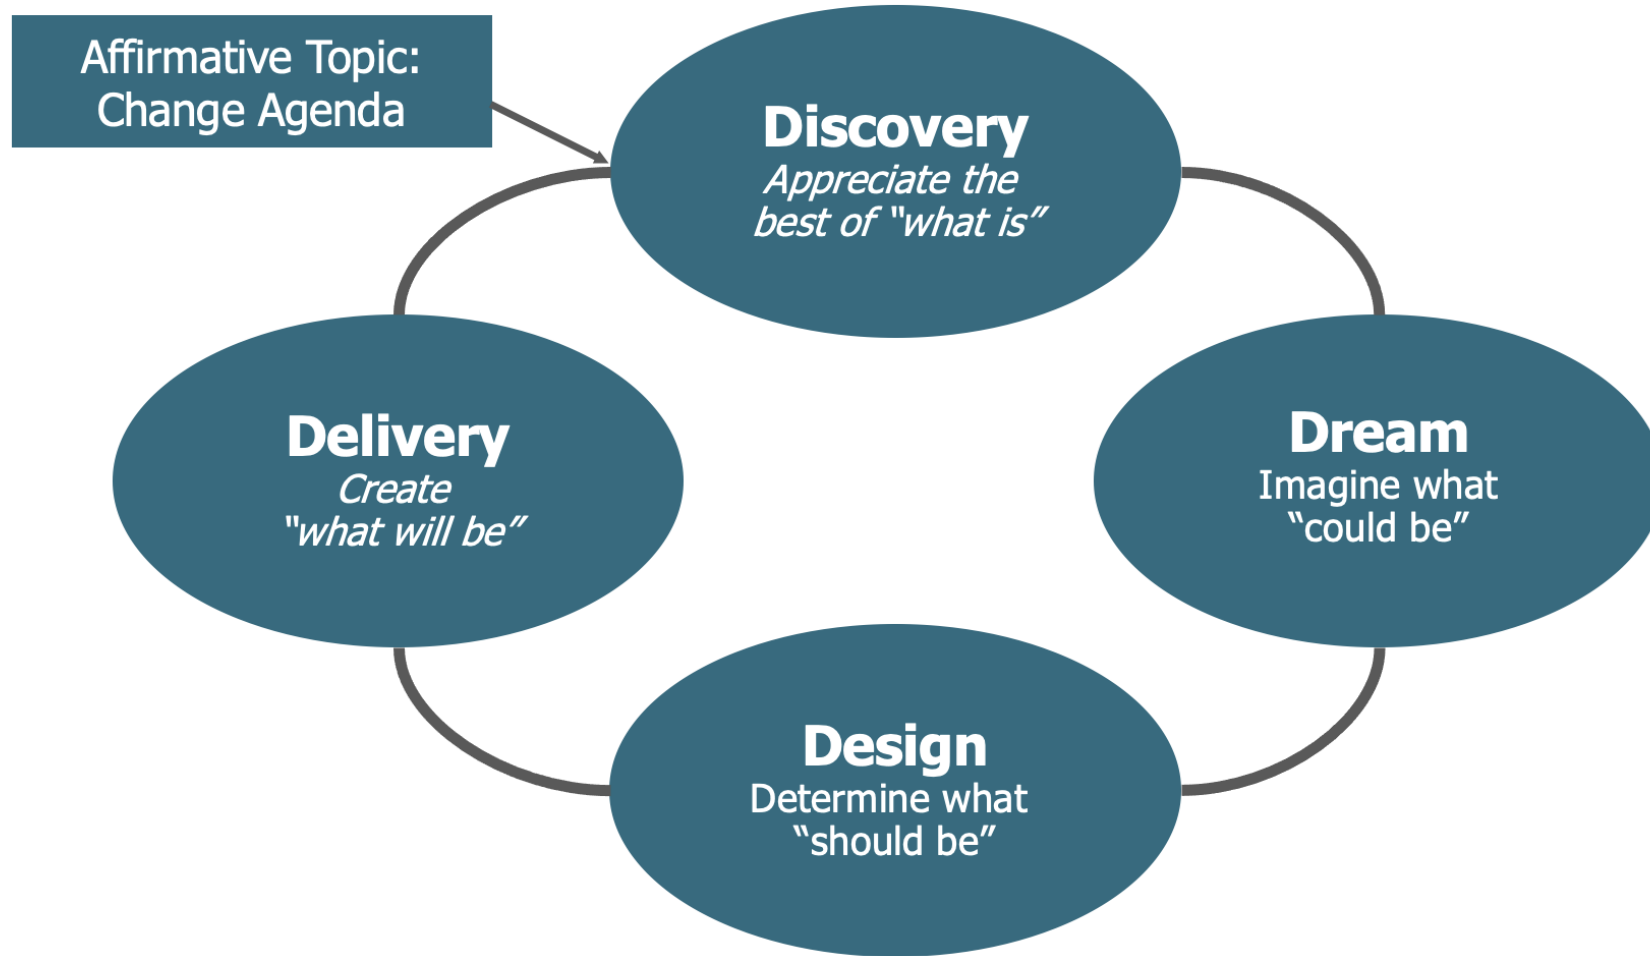 Affirmative Topic:
Change Agenda
Discovery
Appreciate the
best of “what is”
Dream
Imagine what
“could be”
Design
Determine what
“should be”
Delivery
Create
“what will be”